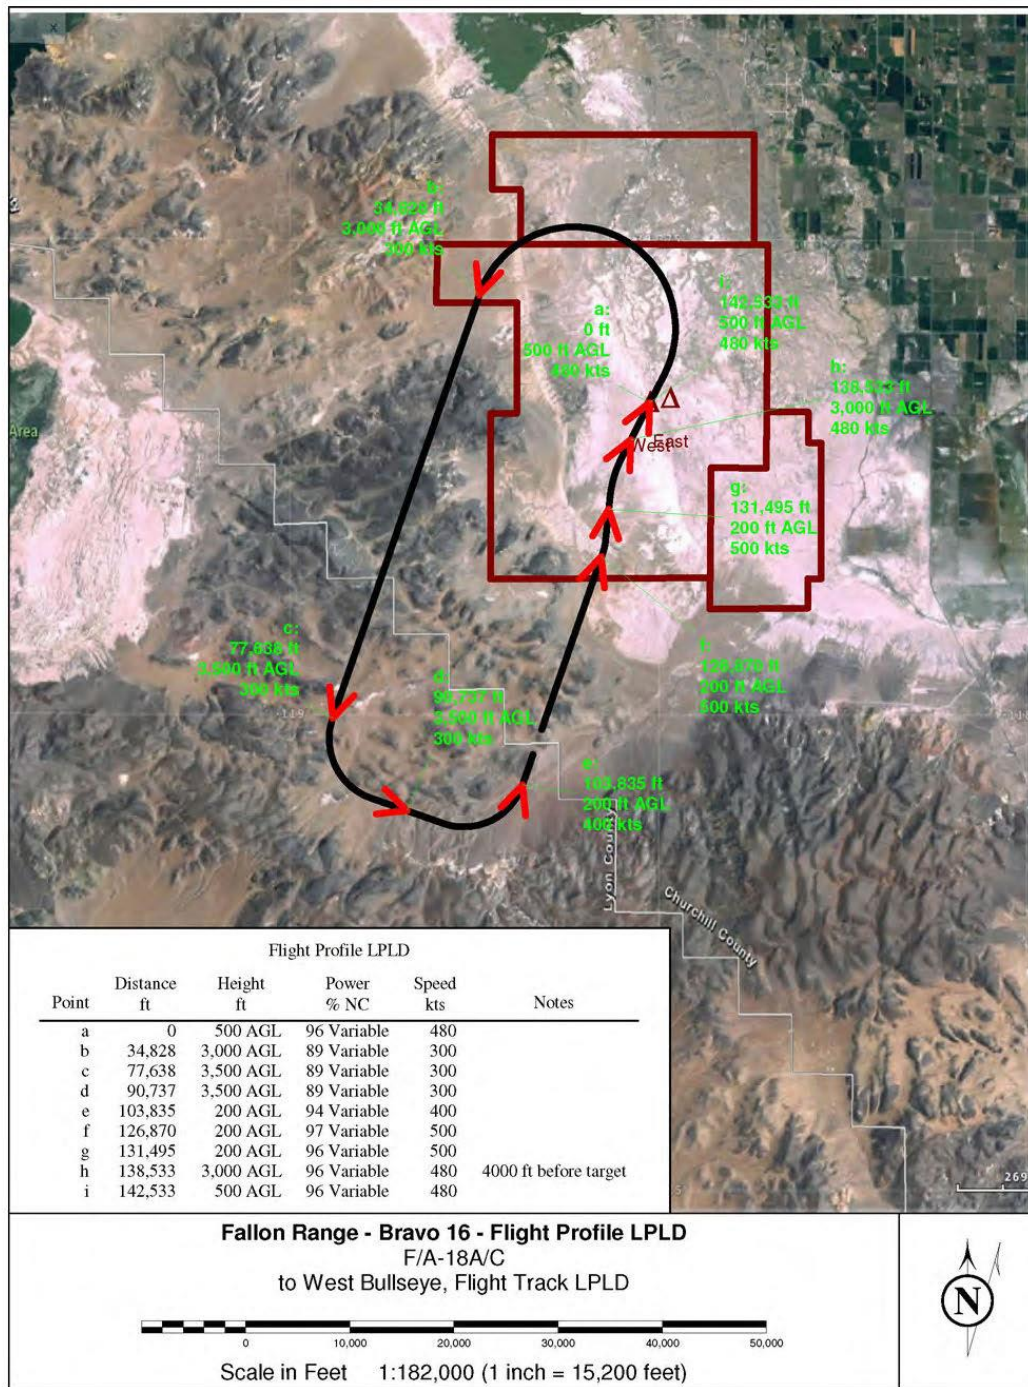 b:
34,828 ft
3,000 ft AGL
300 kts
a:
0 ft
500 ft AGL
480 kts
i:
142,533 ft
500 ft AGL
480 kts
h:
138,533 ft
3,000 ft AGL
480 kts
Area
West
East
g:
131,495 ft
200 ft AGL
500 kts
c:
77,638 ft
3,500 ft AGL
300 kts
-119
d:
90,737 ft
3,500 ft AGL
300 kts
f:
126,870 ft
200 ft AGL
500 kts
e:
103,835 ft
200 ft AGL
400 kts
Lyon County
Churchill County
Flight Profile LPLD
Point Distance ft Height ft Power % NC Speed kts Notes
a 0 500 AGL 96 Variable 480
b 34,828 3,000 AGL 89 Variable 300
c 77,638 3,500 AGL 89 Variable 300
d 90,737 3,500 AGL 89 Variable 300
e 103,835 200 AGL 94 Variable 400
f 126,870 200 AGL 97 Variable 500
g 131,495 200 AGL 96 Variable 500
h 138,533 3,000 AGL 96 Variable 480 4000 ft before target
i 142,533 500 AGL 96 Variable 480
269
Fallon Range - Bravo 16 - Flight Profile LPLD
F/A-18A/C
to West Bullseye, Flight Track LPLD
0 10,000 20,000 30,000 40,000 50,000
Scale in Feet 1:182,000 (1 inch = 15,200 feet)
N